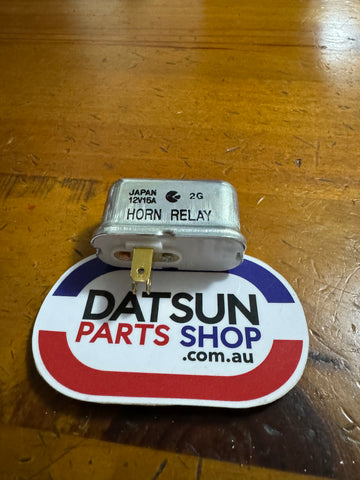 JAPAN 2G
12V15A
HORN RELAY
DATSUN
PARTS SHOP
.com.au